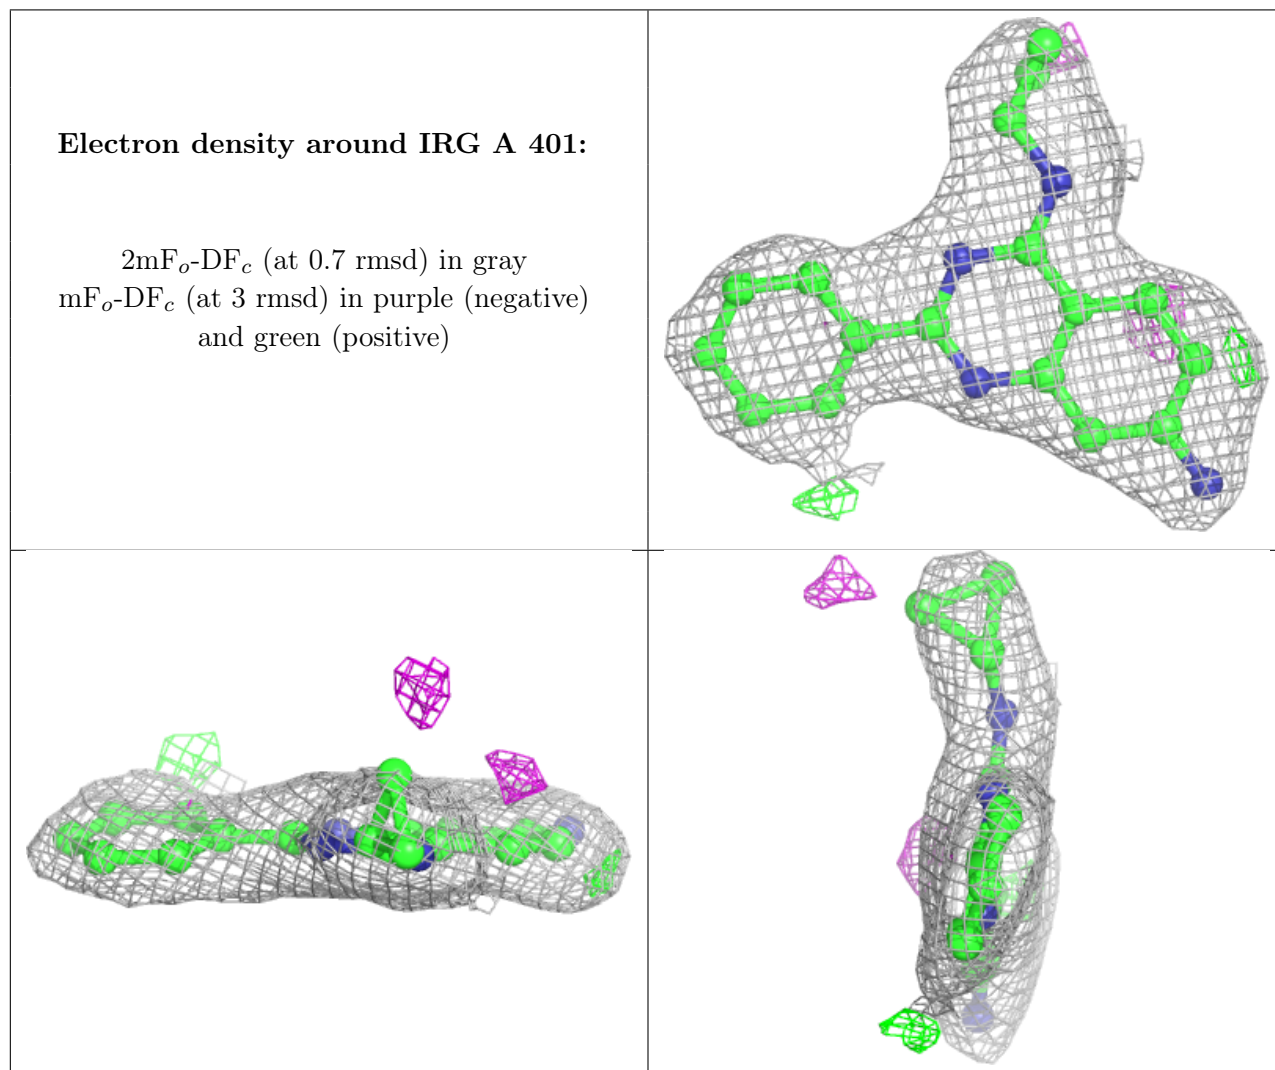 Electron density around IRG A 401:
2mFo-DFc (at 0.7 rmsd) in gray
mFo-DFc (at 3 rmsd) in purple (negative)
and green (positive)